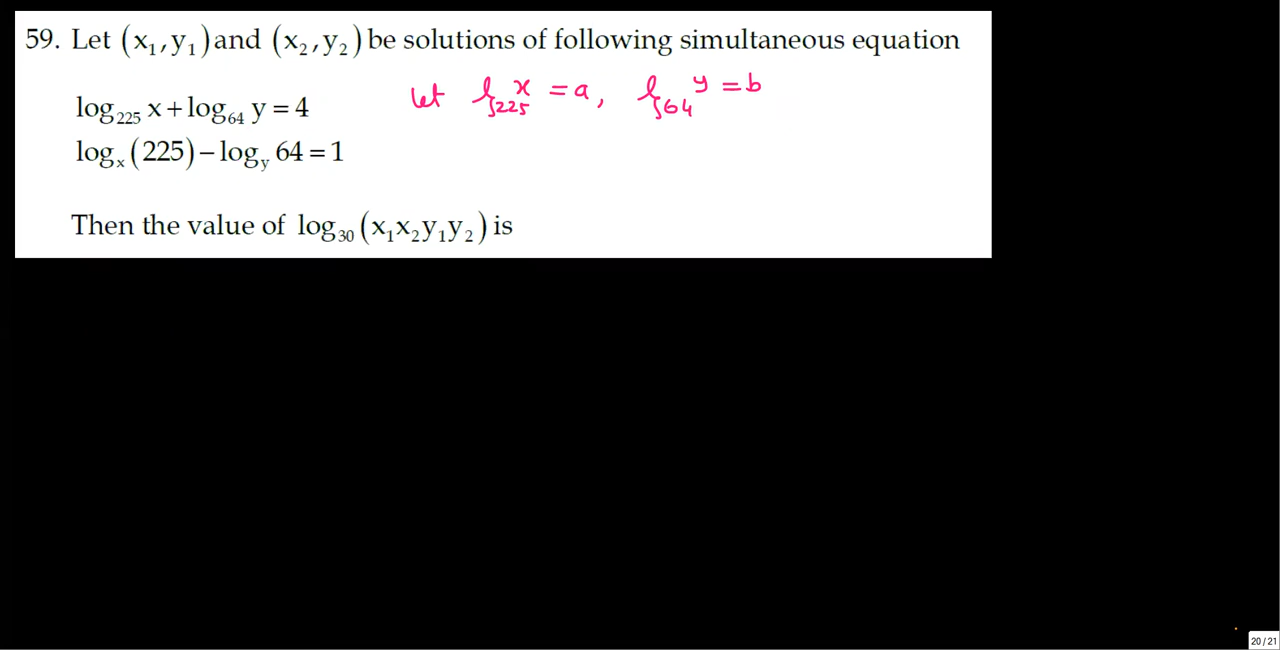 59. Let (x₁, y₁) and (x₂, y₂) be solutions of following simultaneous equation
let log₂₂₅ x = a, log₆₄ y = b
log₂₂₅ x + log₆₄ y = 4
logₓ (225) − logᵧ 64 = 1
Then the value of log₃₀ (x₁x₂y₁y₂) is
20 / 21